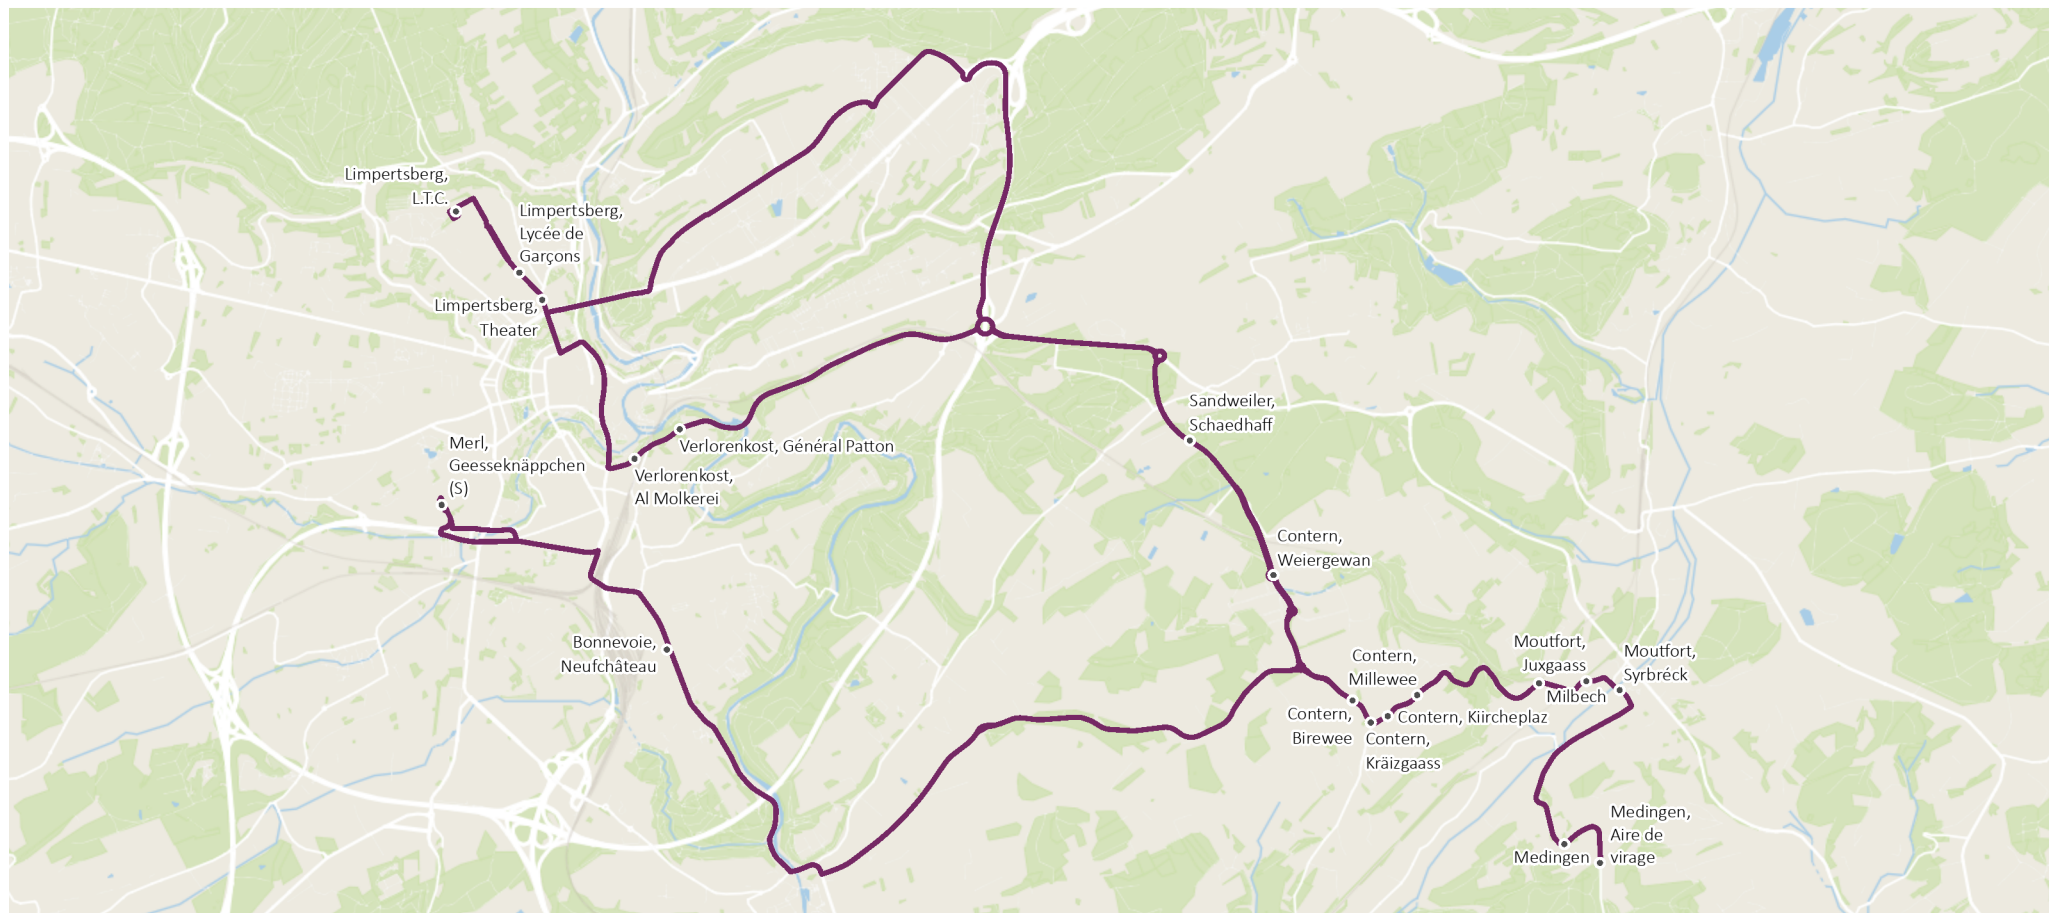 Limpertsberg,
L.T.C.
Limpertsberg,
Lycée de
Garçons
Limpertsberg,
Theater
Merl,
Geesseknäppchen
(S)
Verlorenkost, Général Patton
Verlorenkost,
Al Molkerei
Sandweiler,
Schaedhaff
Contern,
Weiergewan
Bonnevoie,
Neufchâteau
Contern,
Millewee
Moutfort,
Juxgaass
Moutfort,
Syrbréck
Milbech
Contern,
Birewee
Contern, Kiircheplaz
Contern,
Kräizgaass
Medingen,
Aire de
virage
Medingen